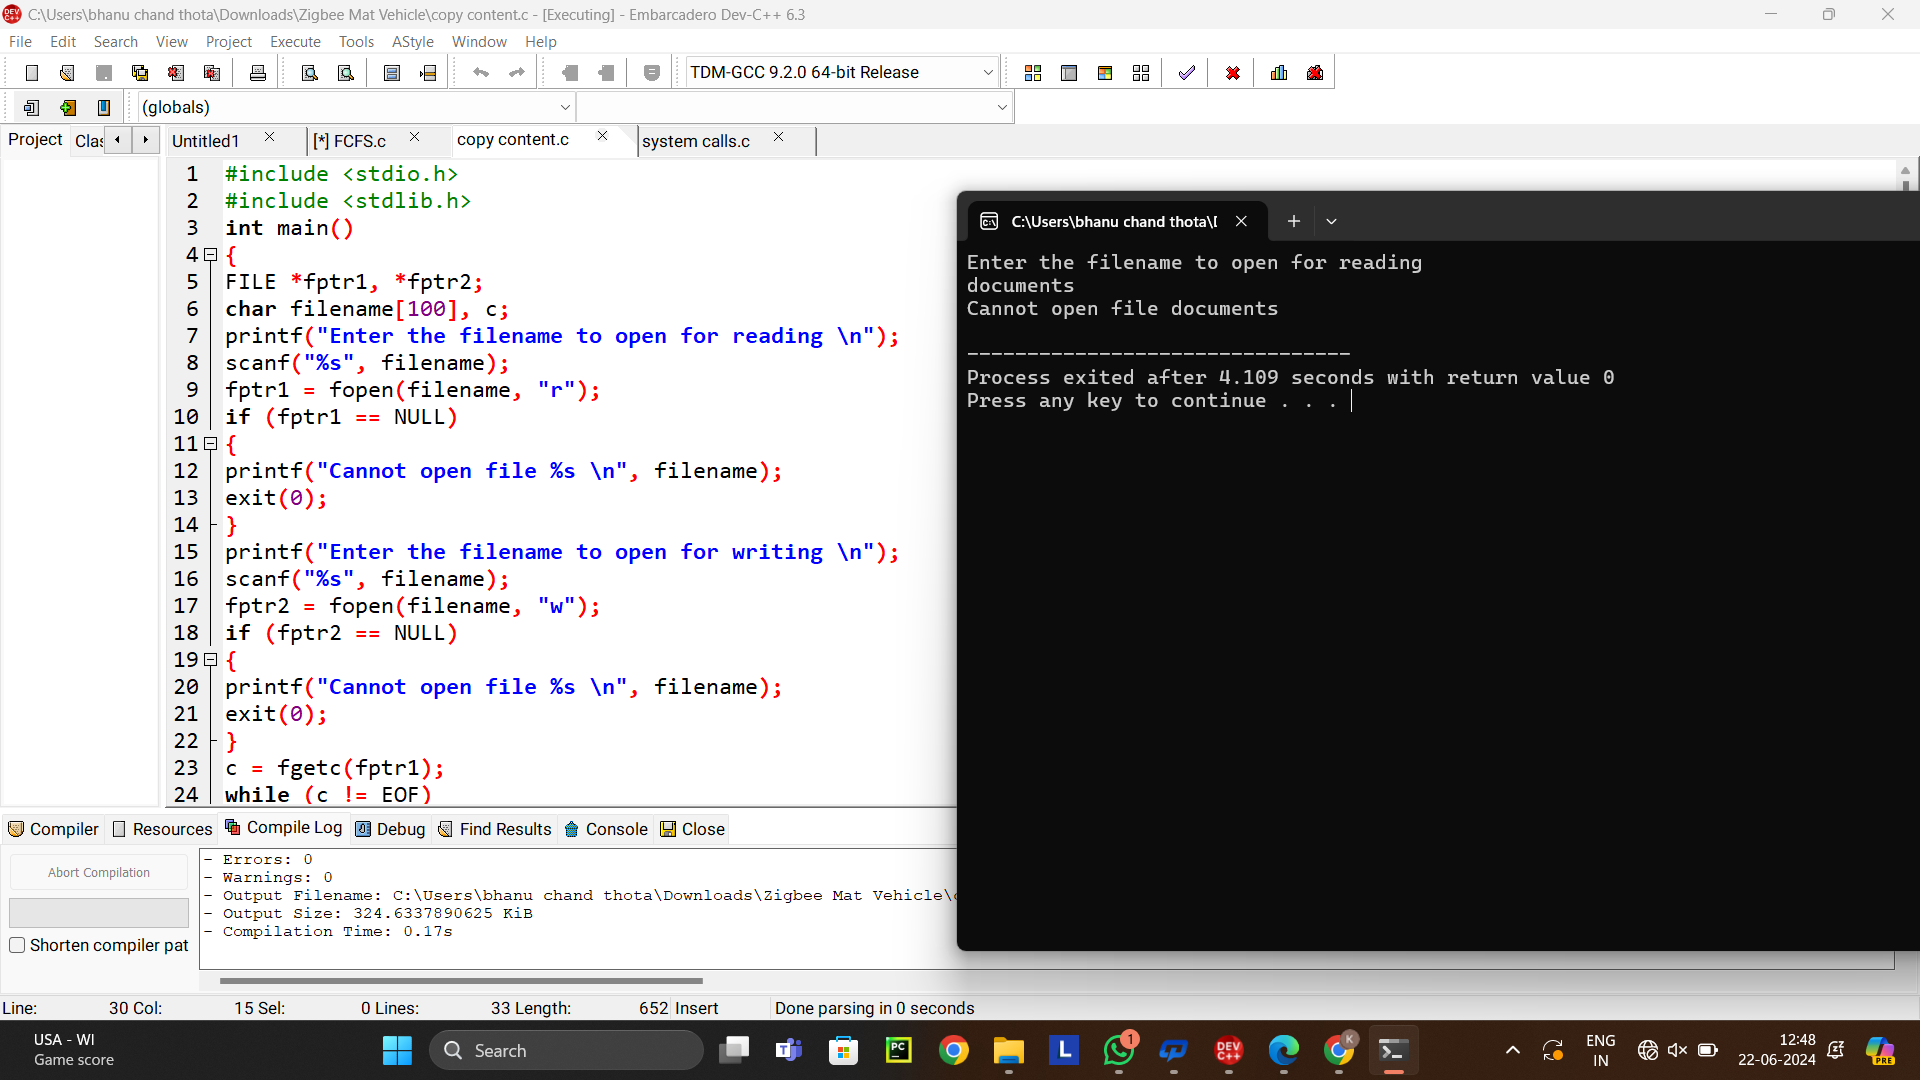 C:\Users\bhanu chand thota\Downloads\Zigbee Mat Vehicle\copy content.c - [Executing] - Embarcadero Dev-C++ 6.3
File Edit Search View Project Execute Tools AStyle Window Help
TDM-GCC 9.2.0 64-bit Release
(globals)
Project Clas Untitled1 [*] FCFS.c copy content.c system calls.c
1 #include <stdio.h>
2 #include <stdlib.h>
3 int main()
4 {
5 FILE *fptr1, *fptr2;
6 char filename[100], c;
7 printf("Enter the filename to open for reading \n");
8 scanf("%s", filename);
9 fptr1 = fopen(filename, "r");
10 if (fptr1 == NULL)
11 {
12 printf("Cannot open file %s \n", filename);
13 exit(0);
14 }
15 printf("Enter the filename to open for writing \n");
16 scanf("%s", filename);
17 fptr2 = fopen(filename, "w");
18 if (fptr2 == NULL)
19 {
20 printf("Cannot open file %s \n", filename);
21 exit(0);
22 }
23 c = fgetc(fptr1);
24 while (c != EOF)
C:\Users\bhanu chand thota\
Enter the filename to open for reading
documents
Cannot open file documents
--------------------------------
Process exited after 4.109 seconds with return value 0
Press any key to continue . . .
Compiler Resources Compile Log Debug Find Results Console Close
Abort Compilation
Shorten compiler pat
- Errors: 0
- Warnings: 0
- Output Filename: C:\Users\bhanu chand thota\Downloads\Zigbee Mat Vehicle\
- Output Size: 324.6337890625 KiB
- Compilation Time: 0.17s
Line: 30 Col: 15 Sel: 0 Lines: 33 Length: 652 Insert Done parsing in 0 seconds
USA - WI
Game score
Search
PC
L
1
DEV C++
K
ENG
IN
12:48
22-06-2024
PRE